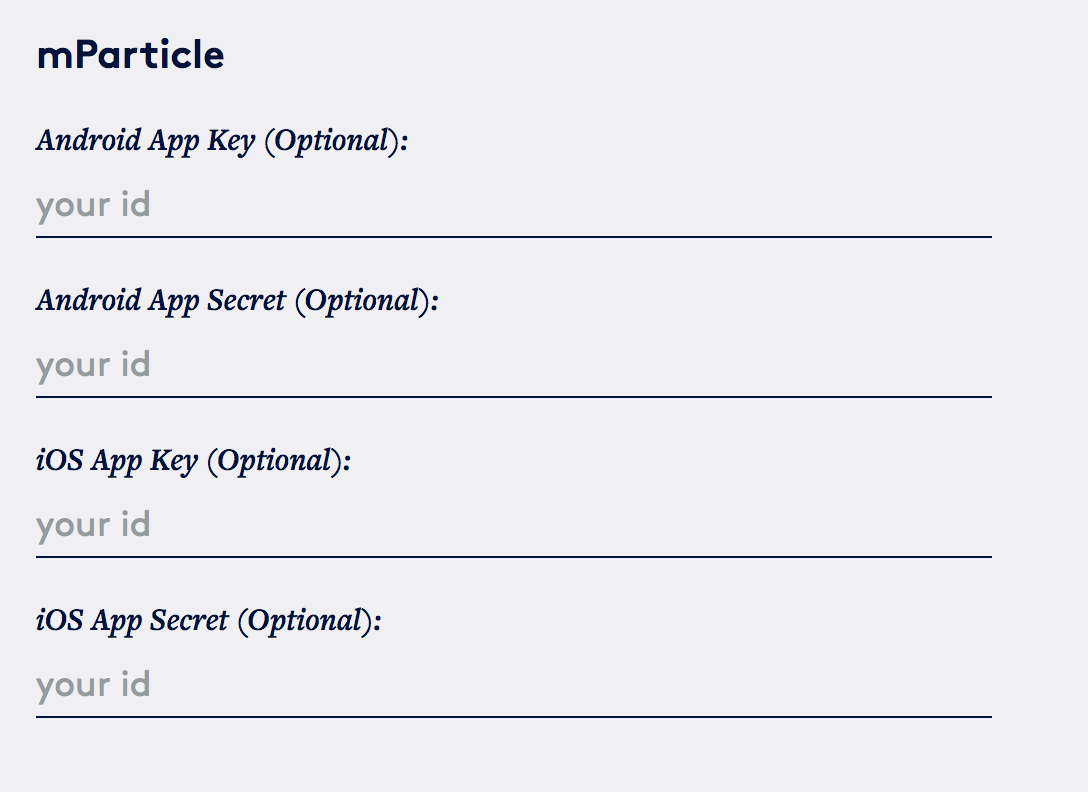 mParticle
Android App Key (Optional):
your id
Android App Secret (Optional):
your id
iOS App Key (Optional):
your id
iOS App Secret (Optional):
your id